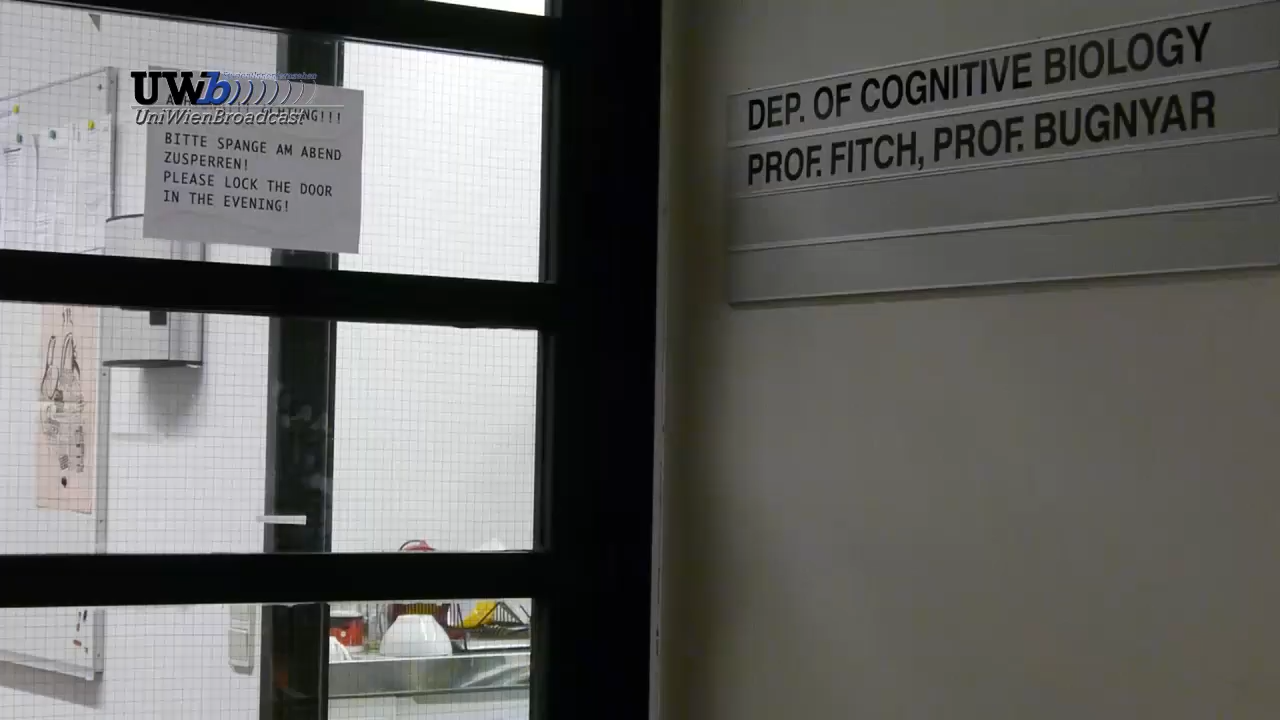 UWb
UniWienBroadcast
BITTE SPANGE AM ABEND
ZUSPERREN!
PLEASE LOCK THE DOOR
IN THE EVENING!
DEP. OF COGNITIVE BIOLOGY
PROF. FITCH, PROF. BUGNYAR